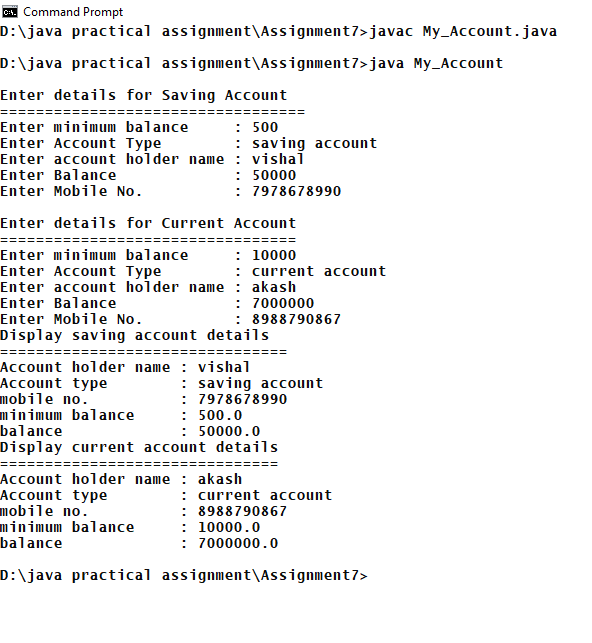 Command Prompt
D:\java practical assignment\Assignment7>javac My_Account.java
D:\java practical assignment\Assignment7>java My_Account
Enter details for Saving Account
==================================
Enter minimum balance     : 500
Enter Account Type        : saving account
Enter account holder name : vishal
Enter Balance             : 50000
Enter Mobile No.          : 7978678990
Enter details for Current Account
=================================
Enter minimum balance     : 10000
Enter Account Type        : current account
Enter account holder name : akash
Enter Balance             : 7000000
Enter Mobile No.          : 8988790867
Display saving account details
================================
Account holder name : vishal
Account type        : saving account
mobile no.          : 7978678990
minimum balance     : 500.0
balance             : 50000.0
Display current account details
===============================
Account holder name : akash
Account type        : current account
mobile no.          : 8988790867
minimum balance     : 10000.0
balance             : 7000000.0
D:\java practical assignment\Assignment7>